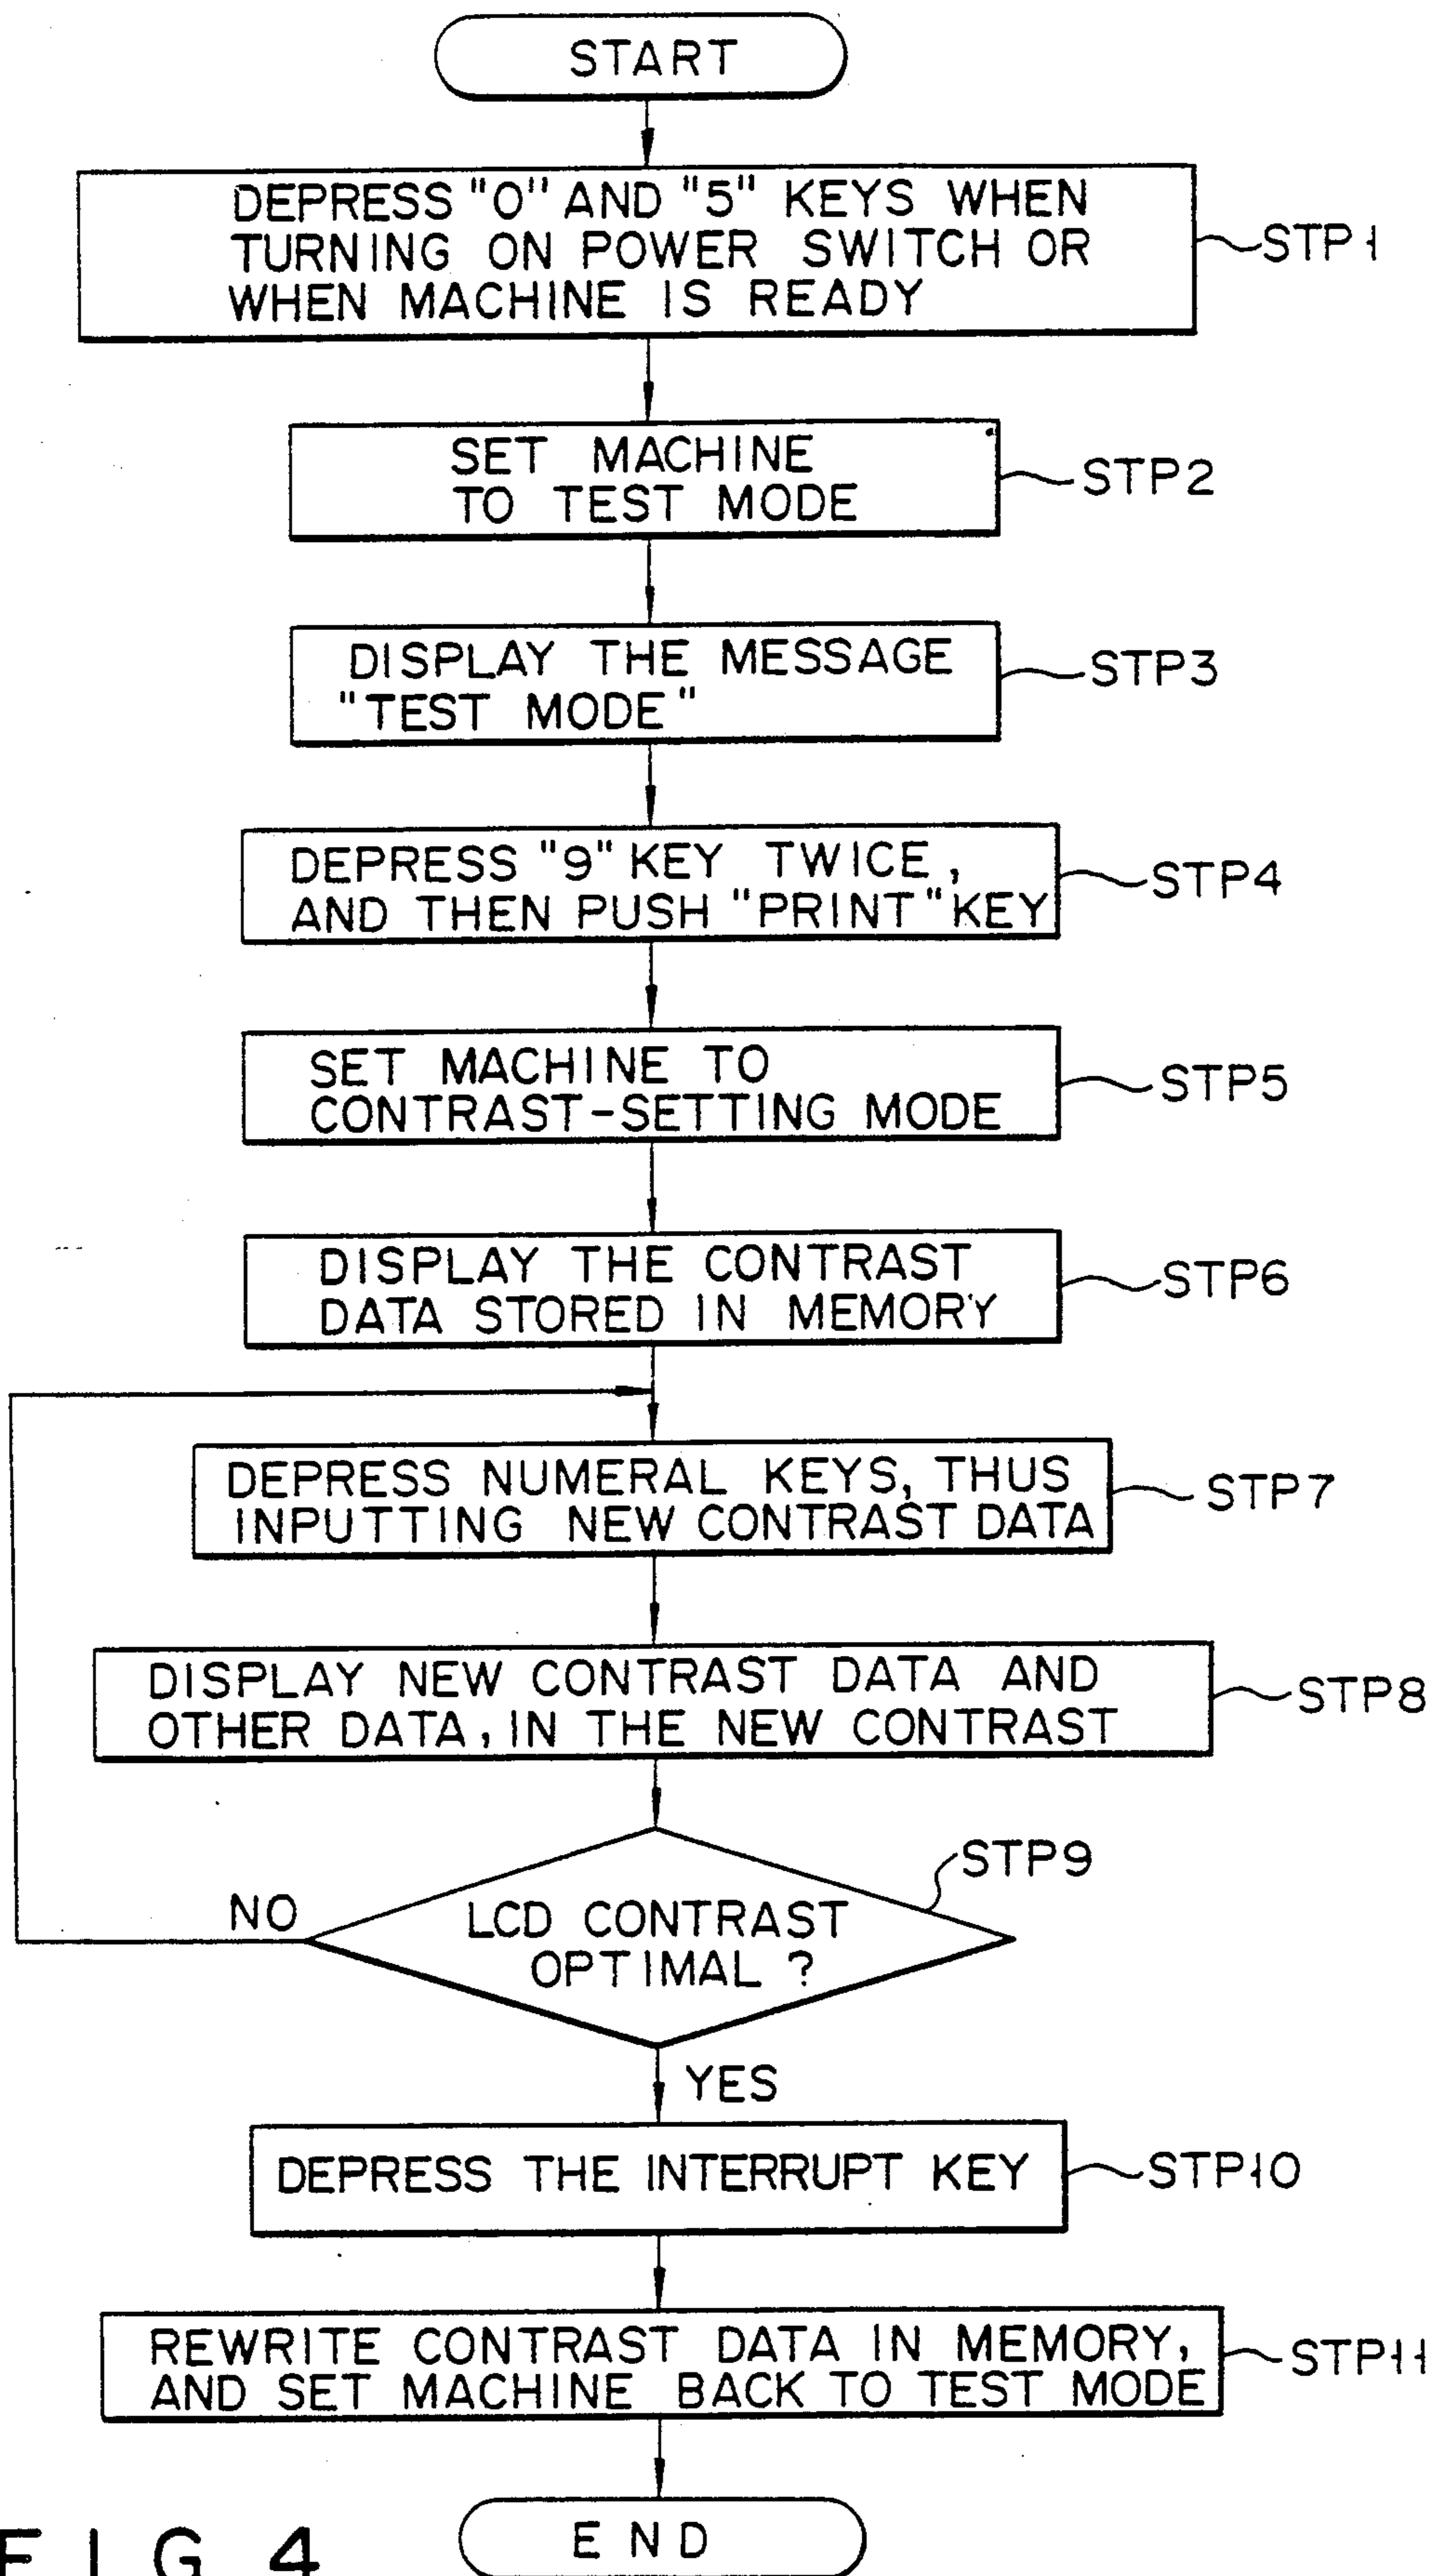 START
DEPRESS "0" AND "5" KEYS WHEN
TURNING ON POWER SWITCH OR
WHEN MACHINE IS READY
STP1
SET MACHINE
TO TEST MODE
STP2
DISPLAY THE MESSAGE
"TEST MODE"
STP3
DEPRESS "9" KEY TWICE,
AND THEN PUSH "PRINT" KEY
STP4
SET MACHINE TO
CONTRAST-SETTING MODE
STP5
DISPLAY THE CONTRAST
DATA STORED IN MEMORY
STP6
DEPRESS NUMERAL KEYS, THUS
INPUTTING NEW CONTRAST DATA
STP7
DISPLAY NEW CONTRAST DATA AND
OTHER DATA, IN THE NEW CONTRAST
STP8
STP9
NO
LCD CONTRAST
OPTIMAL ?
YES
DEPRESS THE INTERRUPT KEY
STP10
REWRITE CONTRAST DATA IN MEMORY,
AND SET MACHINE BACK TO TEST MODE
STP11
END
FIG. 4